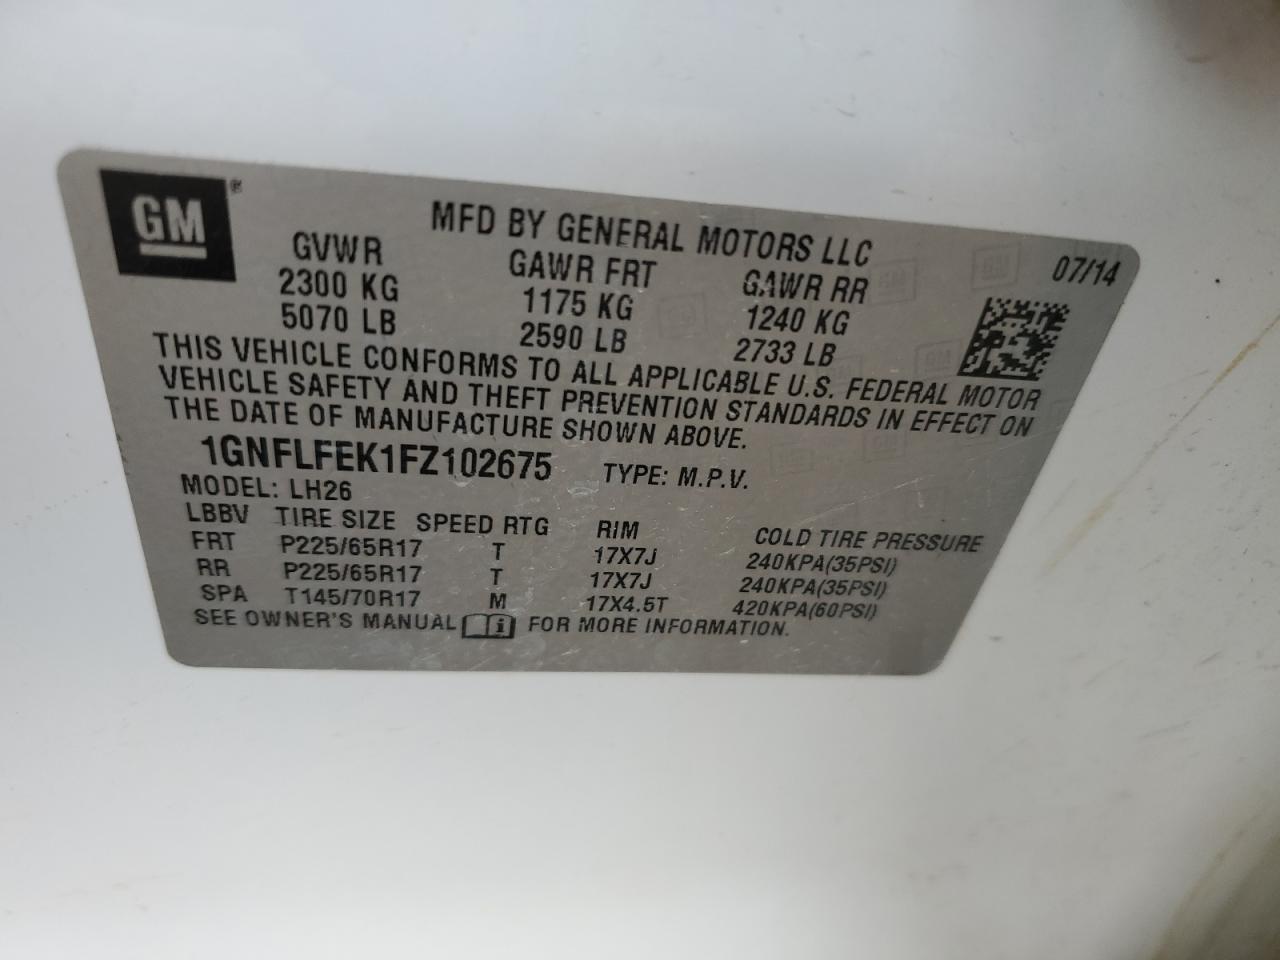 GM®
MFD BY GENERAL MOTORS LLC
07/14
GVWR GAWR FRT GAWR RR
2300 KG 1175 KG 1240 KG
5070 LB 2590 LB 2733 LB
THIS VEHICLE CONFORMS TO ALL APPLICABLE U.S. FEDERAL MOTOR
VEHICLE SAFETY AND THEFT PREVENTION STANDARDS IN EFFECT ON
THE DATE OF MANUFACTURE SHOWN ABOVE.
1GNFLFEK1FZ102675 TYPE: M.P.V.
MODEL: LH26
LBBV TIRE SIZE SPEED RTG RIM COLD TIRE PRESSURE
FRT P225/65R17 T 17X7J 240KPA(35PSI)
RR P225/65R17 T 17X7J 240KPA(35PSI)
SPA T145/70R17 M 17X4.5T 420KPA(60PSI)
SEE OWNER'S MANUAL i FOR MORE INFORMATION.